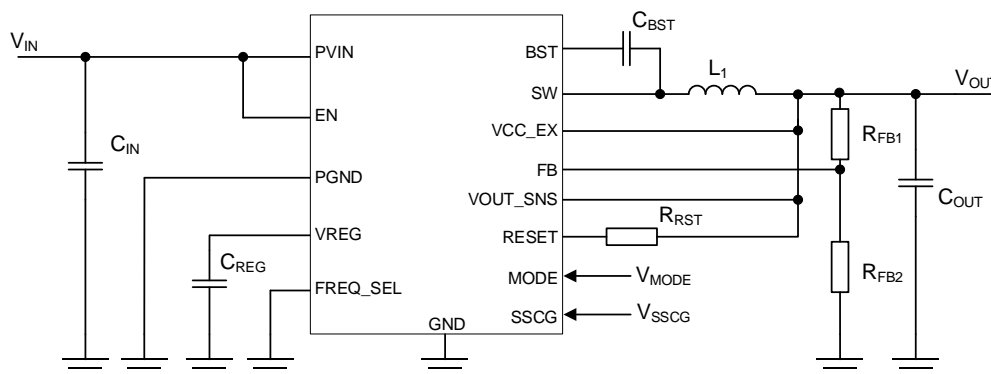 VIN
CIN
CREG
PVIN
EN
PGND
VREG
FREQ_SEL
GND
BST
SW
VCC_EX
FB
VOUT_SNS
RESET
MODE
SSCG
CBST
L1
RRST
VMODE
VSSCG
VOUT
RFB1
RFB2
COUT